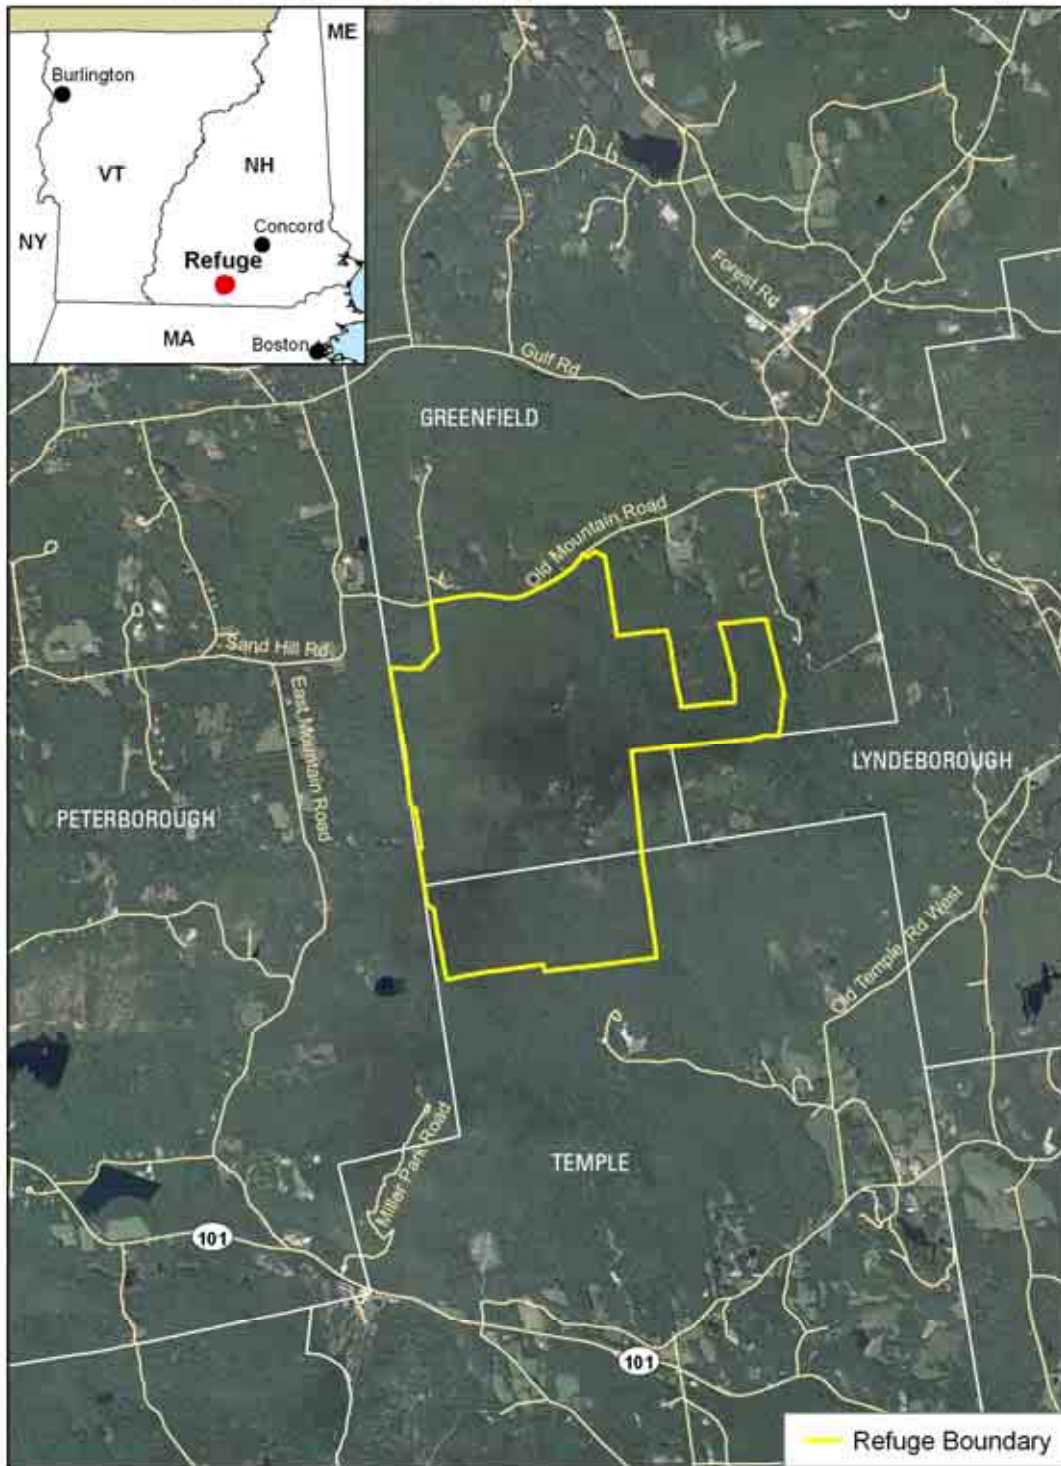 ME
Burlington
VT
NH
NY
Concord
Refuge
MA
Boston
Forest Rd
Gulf Rd
GREENFIELD
Old Mountain Road
Sand Hill Rd
East Mountain Road
LYNDEBOROUGH
PETERBOROUGH
Old Temple Rd West
Miller Park Road
TEMPLE
101
101
Refuge Boundary